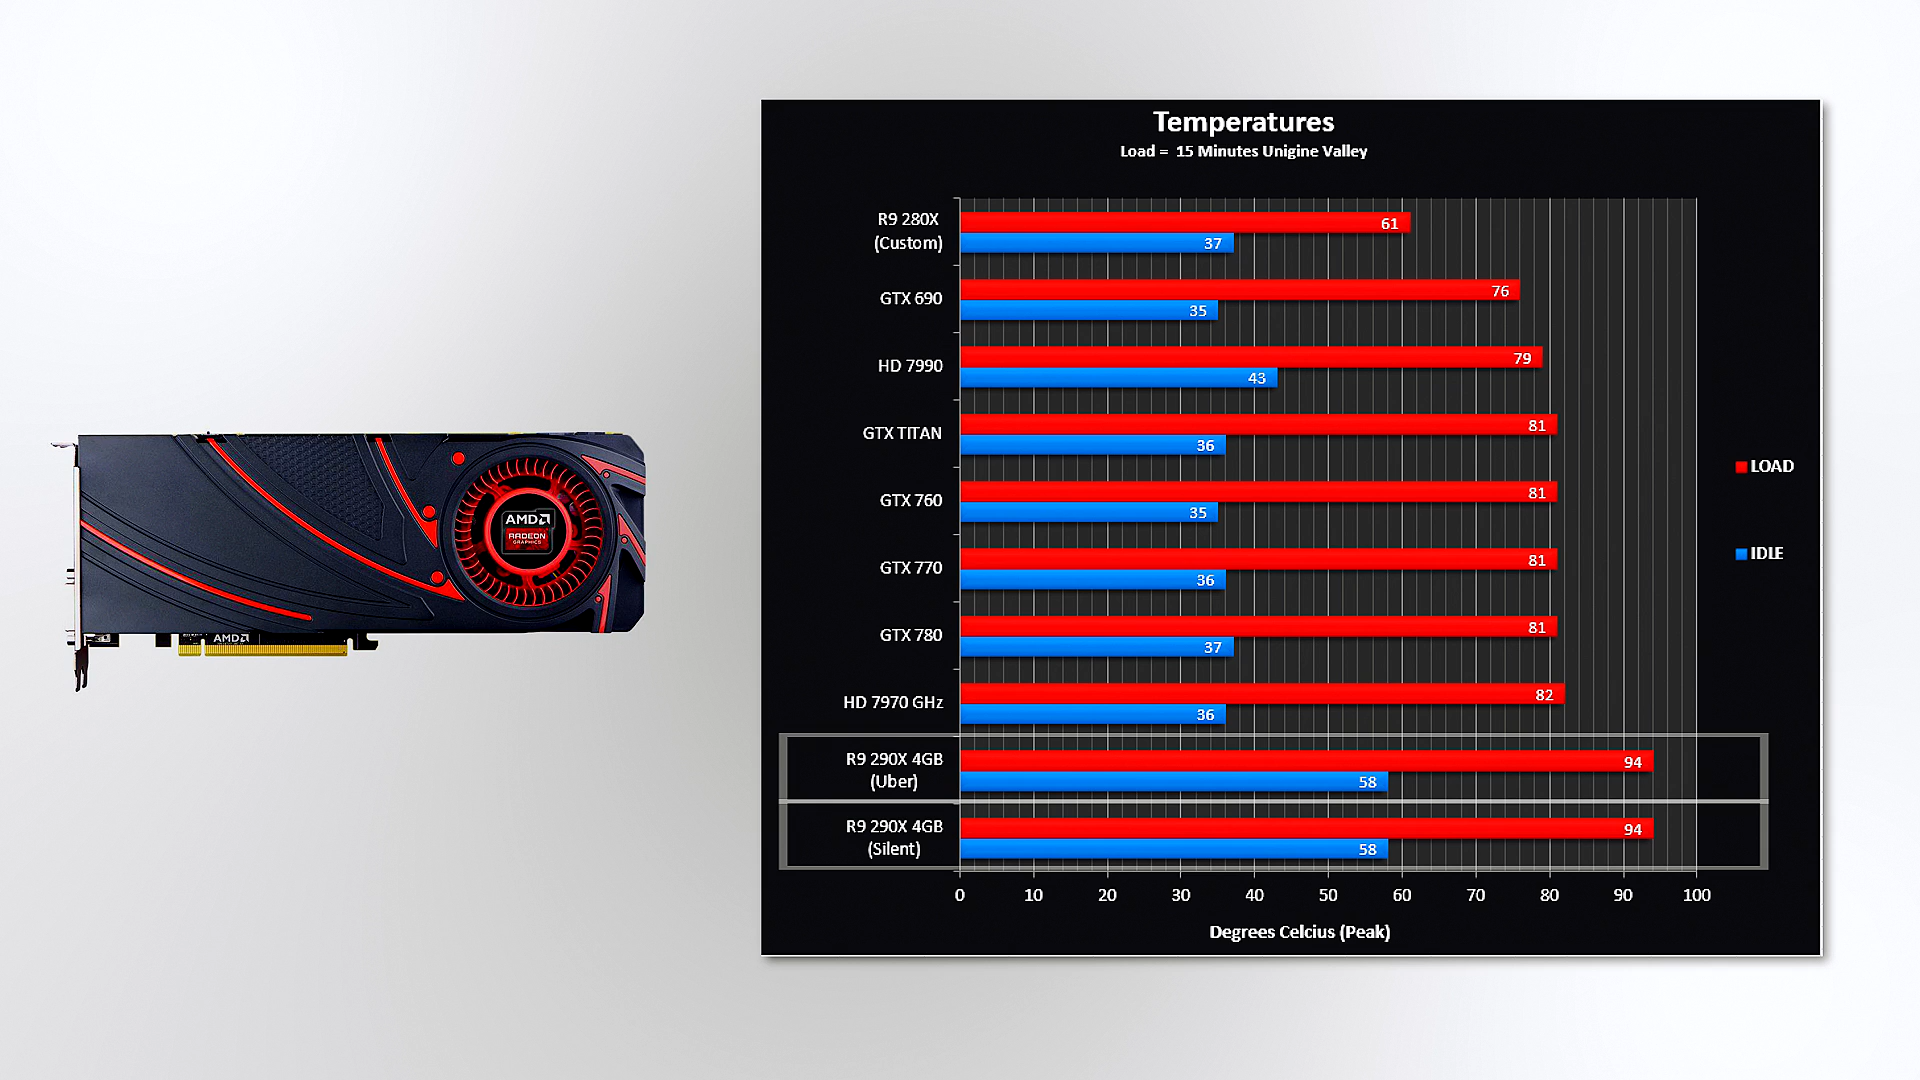 Temperatures
Load = 15 Minutes Unigine Valley
R9 280X
(Custom)
61
37
GTX 690
76
35
HD 7990
79
43
GTX TITAN
81
36
GTX 760
81
35
GTX 770
81
36
GTX 780
81
37
HD 7970 GHz
82
36
R9 290X 4GB
(Uber)
94
58
R9 290X 4GB
(Silent)
94
58
0 10 20 30 40 50 60 70 80 90 100
Degrees Celcius (Peak)
LOAD
IDLE
AMD
RADEON
GRAPHICS
AMD